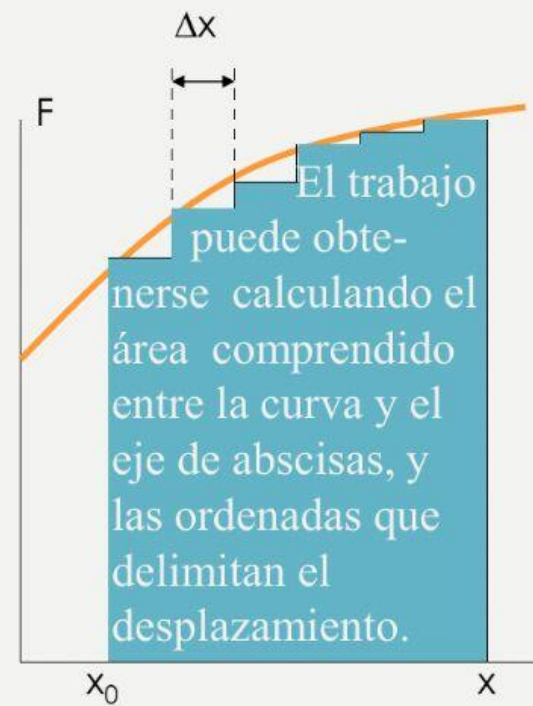 Δx
F
El trabajo
puede obte-
nerse calculando el
área comprendido
entre la curva y el
eje de abscisas, y
las ordenadas que
delimitan el
desplazamiento.
x₀
x